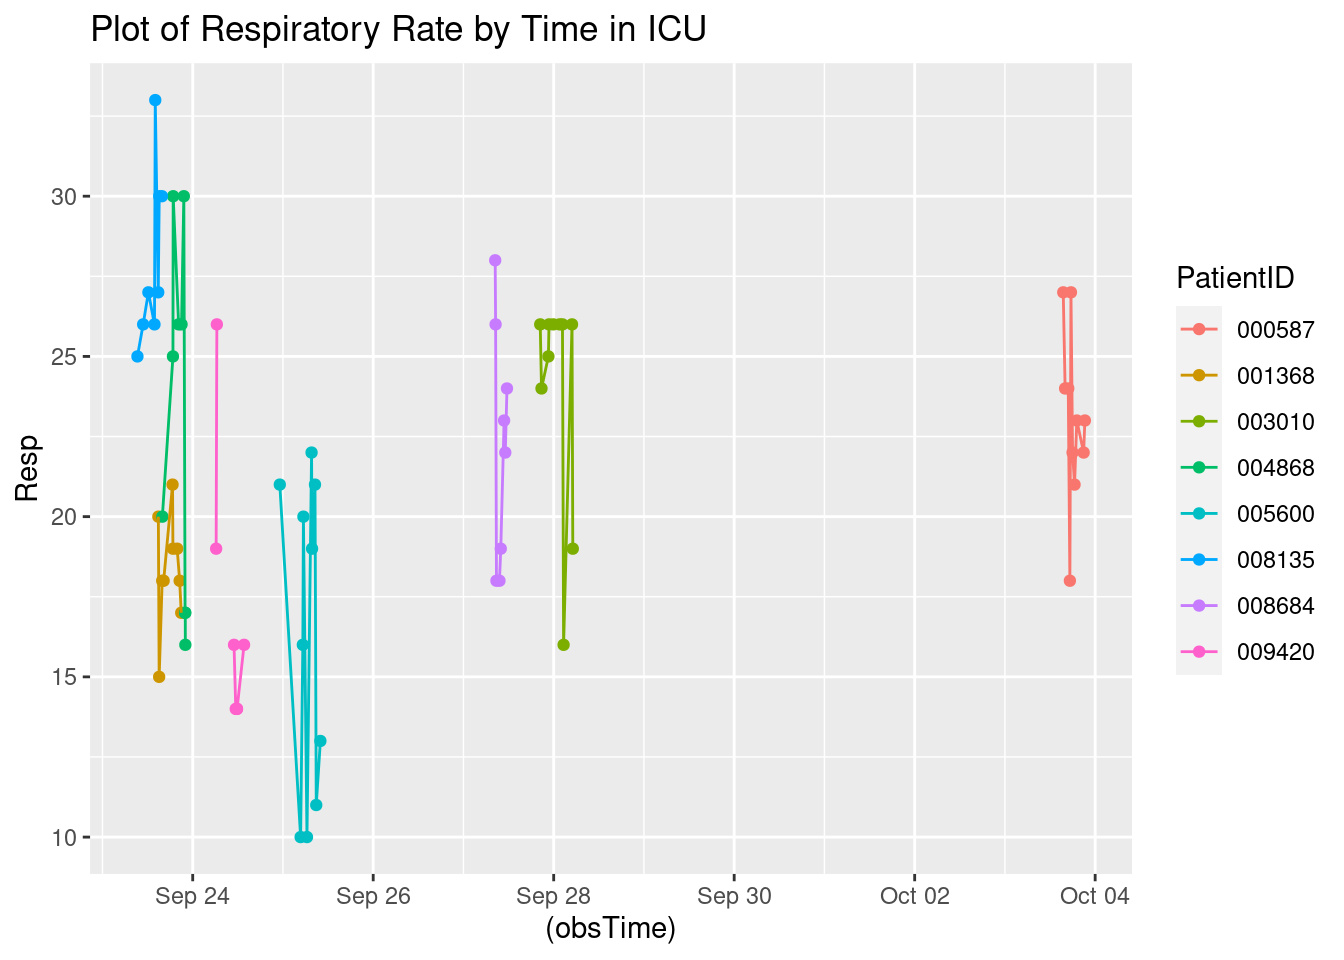 Plot of Respiratory Rate by Time in ICU
30
25
20
15
10
Resp
Sep 24 Sep 26 Sep 28 Sep 30 Oct 02 Oct 04
(obsTime)
PatientID
000587
001368
003010
004868
005600
008135
008684
009420